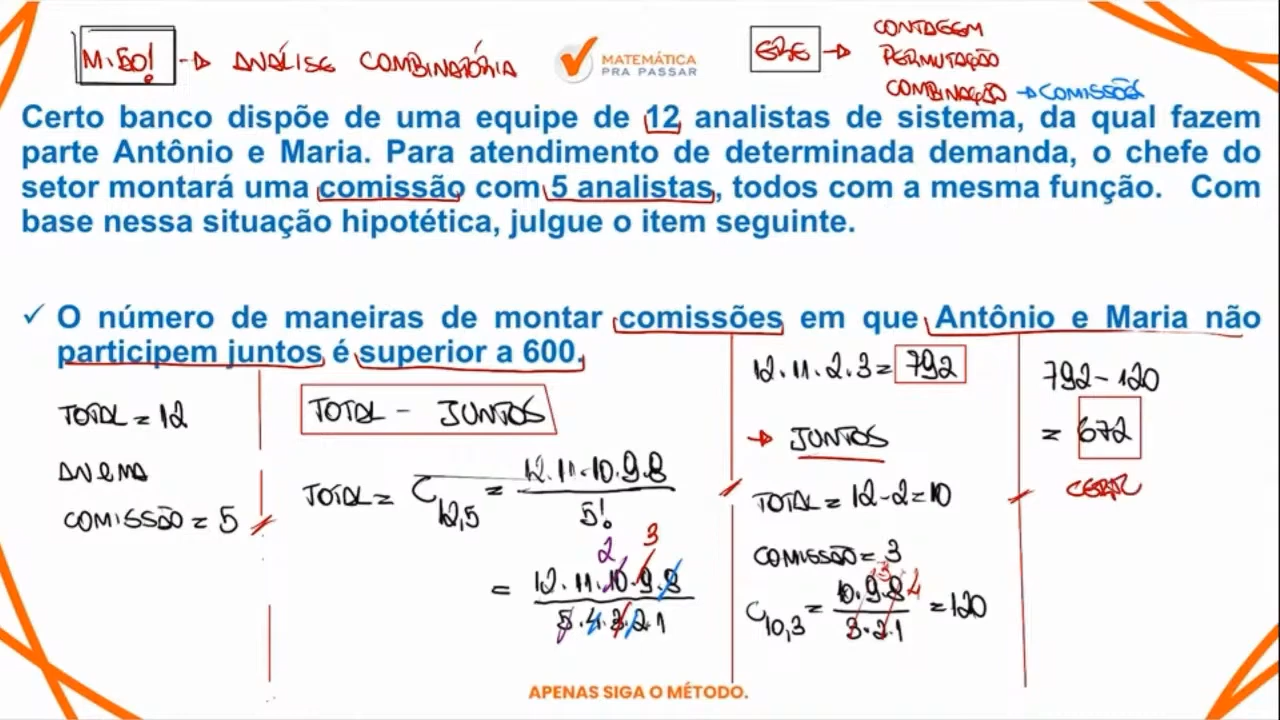 M.50! → ANÁLISE COMBINATÓRIA
MATEMÁTICA
PRA PASSAR
→ CONTAGEM
PERMUTAÇÃO
COMBINAÇÃO → COMISSÕES
Certo banco dispõe de uma equipe de 12 analistas de sistema, da qual fazem
parte Antônio e Maria. Para atendimento de determinada demanda, o chefe do
setor montará uma comissão com 5 analistas, todos com a mesma função. Com
base nessa situação hipotética, julgue o item seguinte.
✓ O número de maneiras de montar comissões em que Antônio e Maria não
participem juntos é superior a 600.
TOTAL = 12
COMISSÃO = 5
TOTAL - JUNTOS
TOTAL = C12,5 = 12.11.10.9.8
5!
2 3
= 12.11.10.9.8
5.4.3.2.1
12.11.2.3 = 792
→ JUNTOS
TOTAL = 12-2=10
COMISSÃO = 3
C10,3 = 10.9.8 = 120
3 4
3.2.1
792 - 120
= 672
CERTO
APENAS SIGA O MÉTODO.